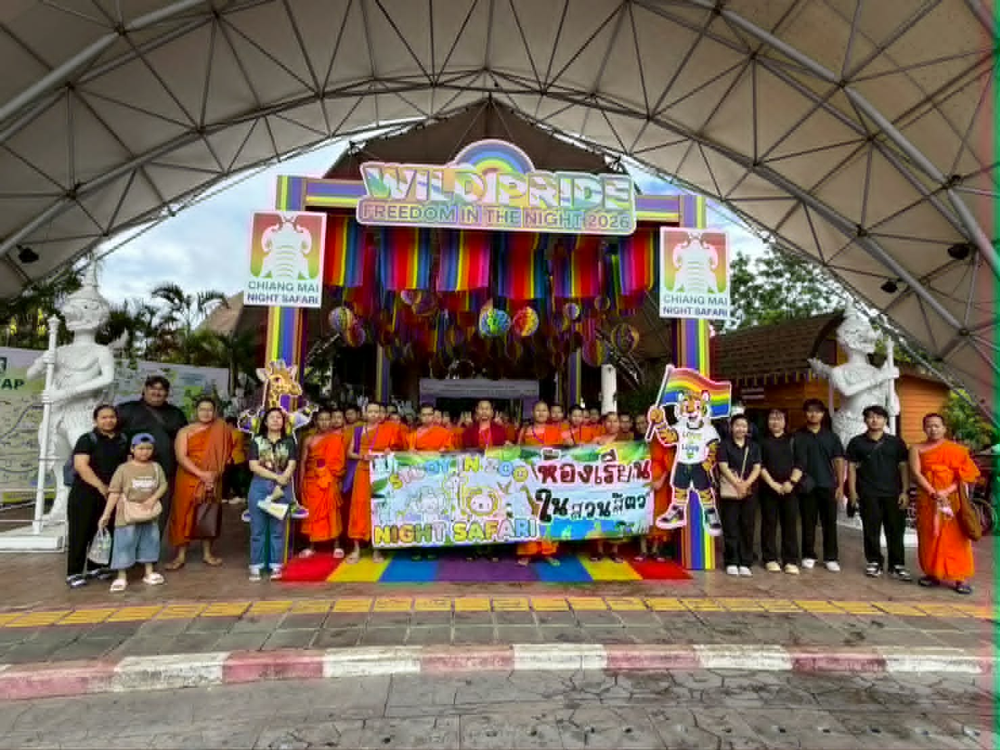 WILD PRIDE
FREEDOM IN THE NIGHT 2026
CHIANG MAI
NIGHT SAFARI
CHIANG MAI
NIGHT SAFARI
AP
STUDY IN ZOO
NIGHT SAFARI
ห้องเรียน
ในสวนสัตว์